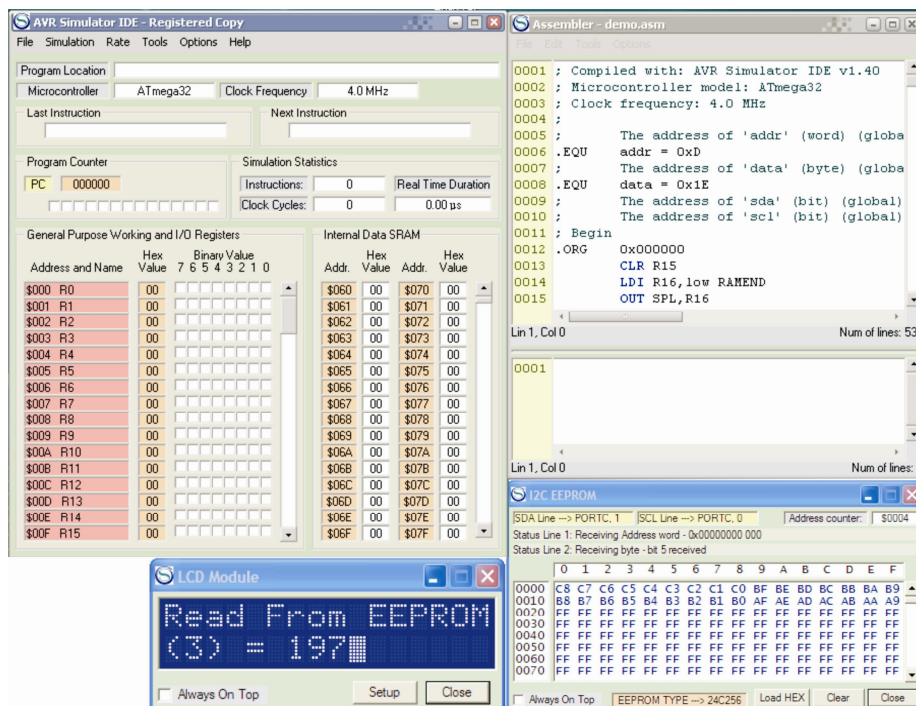 AVR Simulator IDE - Registered Copy
File Simulation Rate Tools Options Help
Program Location
Microcontroller ATmega32 Clock Frequency 4.0 MHz
Last Instruction Next Instruction
Program Counter Simulation Statistics
PC 000000 Instructions: 0 Real Time Duration
Clock Cycles: 0 0.00 µs
General Purpose Working and I/O Registers Internal Data SRAM
Hex Binary Value Hex Hex
Address and Name Value 7 6 5 4 3 2 1 0 Addr. Value Addr. Value
$000 R0 00 $060 00 $070 00
$001 R1 00 $061 00 $071 00
$002 R2 00 $062 00 $072 00
$003 R3 00 $063 00 $073 00
$004 R4 00 $064 00 $074 00
$005 R5 00 $065 00 $075 00
$006 R6 00 $066 00 $076 00
$007 R7 00 $067 00 $077 00
$008 R8 00 $068 00 $078 00
$009 R9 00 $069 00 $079 00
$00A R10 00 $06A 00 $07A 00
$00B R11 00 $06B 00 $07B 00
$00C R12 00 $06C 00 $07C 00
$00D R13 00 $06D 00 $07D 00
$00E R14 00 $06E 00 $07E 00
$00F R15 00 $06F 00 $07F 00
Assembler - demo.asm
File Edit Tools Options
0001 ; Compiled with: AVR Simulator IDE v1.40
0002 ; Microcontroller model: ATmega32
0003 ; Clock frequency: 4.0 MHz
0004 ;
0005 ; The address of 'addr' (word) (globa
0006 .EQU addr = 0xD
0007 ; The address of 'data' (byte) (globa
0008 .EQU data = 0x1E
0009 ; The address of 'sda' (bit) (global)
0010 ; The address of 'scl' (bit) (global)
0011 ; Begin
0012 .ORG 0x000000
0013 CLR R15
0014 LDI R16,low RAMEND
0015 OUT SPL,R16
Lin 1, Col 0 Num of lines: 53
0001
Lin 1, Col 0 Num of lines:
I2C EEPROM
SDA Line ---> PORTC, 1 SCL Line ---> PORTC, 0 Address counter: $0004
Status Line 1: Receiving Address word - 0x00000000 000
Status Line 2: Receiving byte - bit 5 received
0 1 2 3 4 5 6 7 8 9 A B C D E F
0000 C8 C7 C6 C5 C4 C3 C2 C1 C0 BF BE BD BC BB BA B9
0010 B8 B7 B6 B5 B4 B3 B2 B1 B0 AF AE AD AC AB AA A9
0020 FF FF FF FF FF FF FF FF FF FF FF FF FF FF FF FF
0030 FF FF FF FF FF FF FF FF FF FF FF FF FF FF FF FF
0040 FF FF FF FF FF FF FF FF FF FF FF FF FF FF FF FF
0050 FF FF FF FF FF FF FF FF FF FF FF FF FF FF FF FF
0060 FF FF FF FF FF FF FF FF FF FF FF FF FF FF FF FF
0070 FF FF FF FF FF FF FF FF FF FF FF FF FF FF FF FF
Always On Top EEPROM TYPE ---> 24C256 Load HEX Clear Close
LCD Module
Read From EEPROM
(3) = 197
Always On Top Setup Close